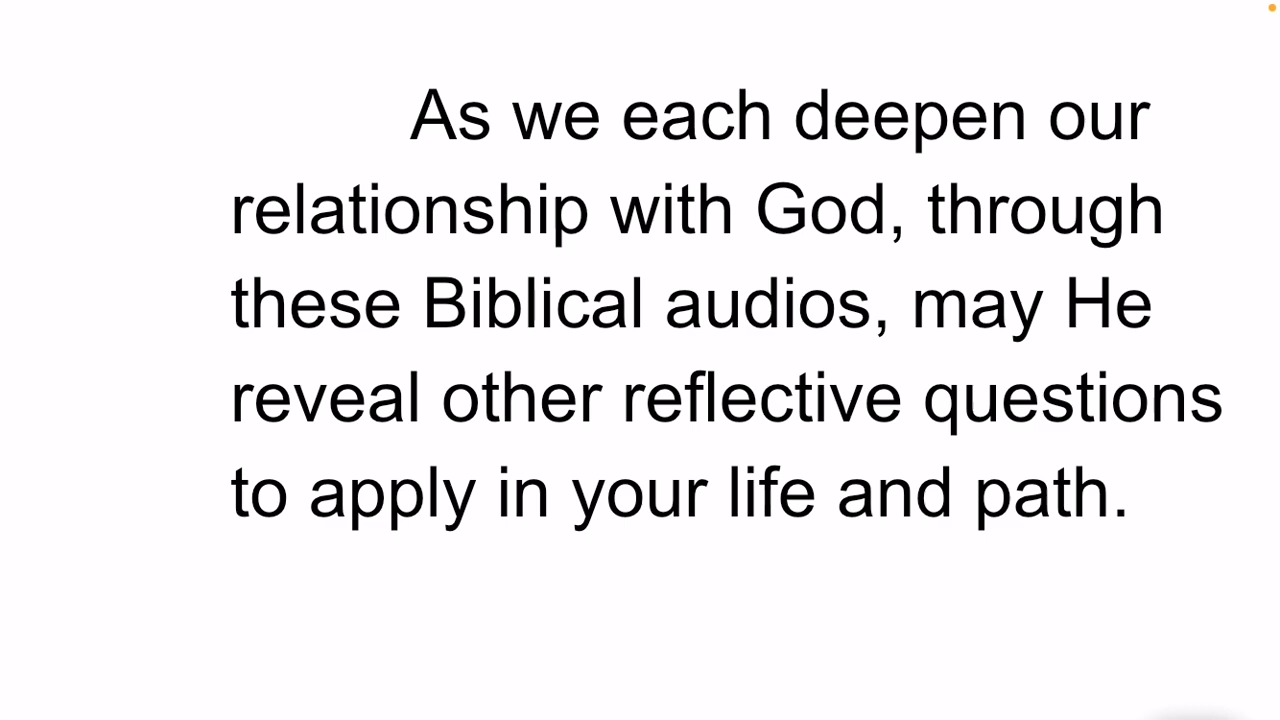 As we each deepen our
relationship with God, through
these Biblical audios, may He
reveal other reflective questions
to apply in your life and path.